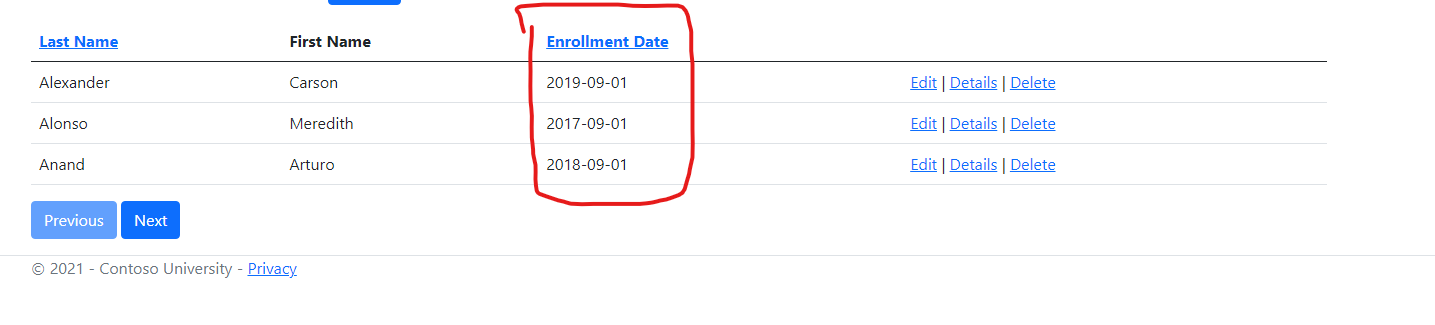 Last Name First Name Enrollment Date
Alexander Carson 2019-09-01 Edit | Details | Delete
Alonso Meredith 2017-09-01 Edit | Details | Delete
Anand Arturo 2018-09-01 Edit | Details | Delete
Previous Next
© 2021 - Contoso University - Privacy